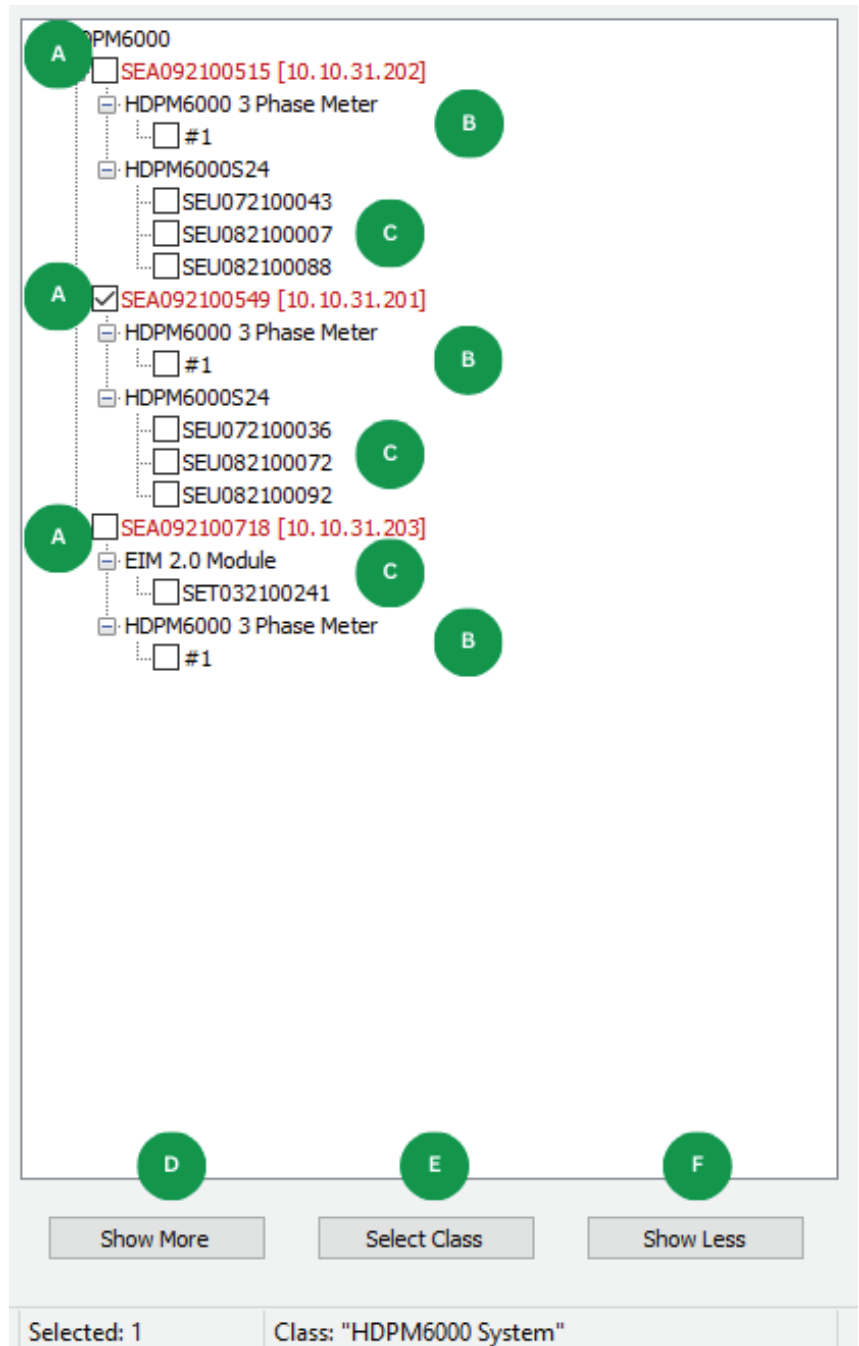 A
DPM6000
SEA092100515 [10.10.31.202]
HDPM6000 3 Phase Meter
B
#1
HDPM6000S24
SEU072100043
SEU082100007
C
SEU082100088
A
SEA092100549 [10.10.31.201]
HDPM6000 3 Phase Meter
B
#1
HDPM6000S24
SEU072100036
SEU082100072
C
SEU082100092
A
SEA092100718 [10.10.31.203]
EIM 2.0 Module
C
SET032100241
HDPM6000 3 Phase Meter
B
#1
D E F
Show More Select Class Show Less
Selected: 1 Class: "HDPM6000 System"